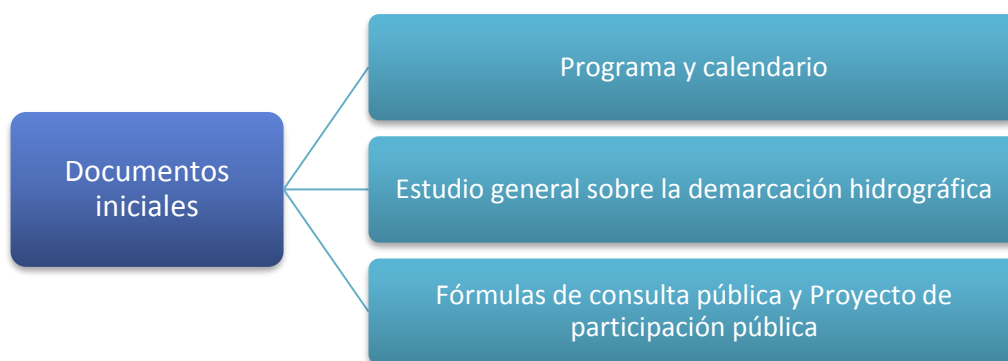 Documentos
iniciales
Programa y calendario
Estudio general sobre la demarcación hidrográfica
Fórmulas de consulta pública y Proyecto de
participación pública